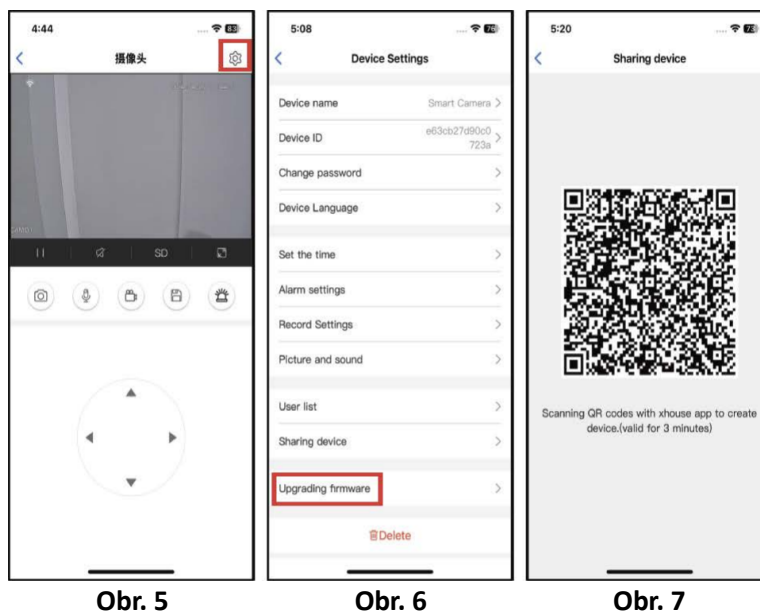 4:44
摄像头
SD
Obr. 5
5:08
Device Settings
Device name Smart Camera
Device ID e63cb27d90c0
723a
Change password
Device Language
Set the time
Alarm settings
Record Settings
Picture and sound
User list
Sharing device
Upgrading firmware
Delete
Obr. 6
5:20
Sharing device
Scanning QR codes with xhouse app to create
device.(valid for 3 minutes)
Obr. 7